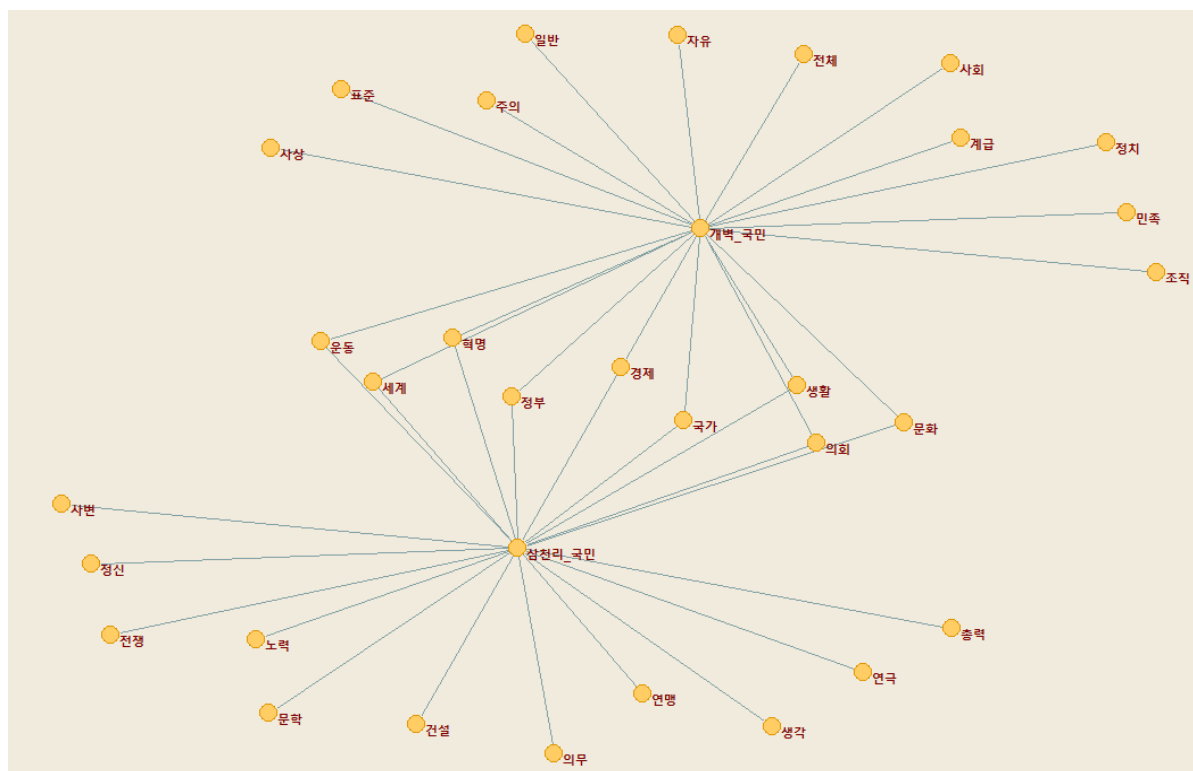 일반
자유
전체
사회
표준
주의
계급
정치
사상
민족
개벽_국민
조직
운동
혁명
세계
경제
생활
정부
국가
문화
의회
사변
삼천리_국민
정신
총력
전쟁
노력
연극
연맹
문학
건설
생각
의무